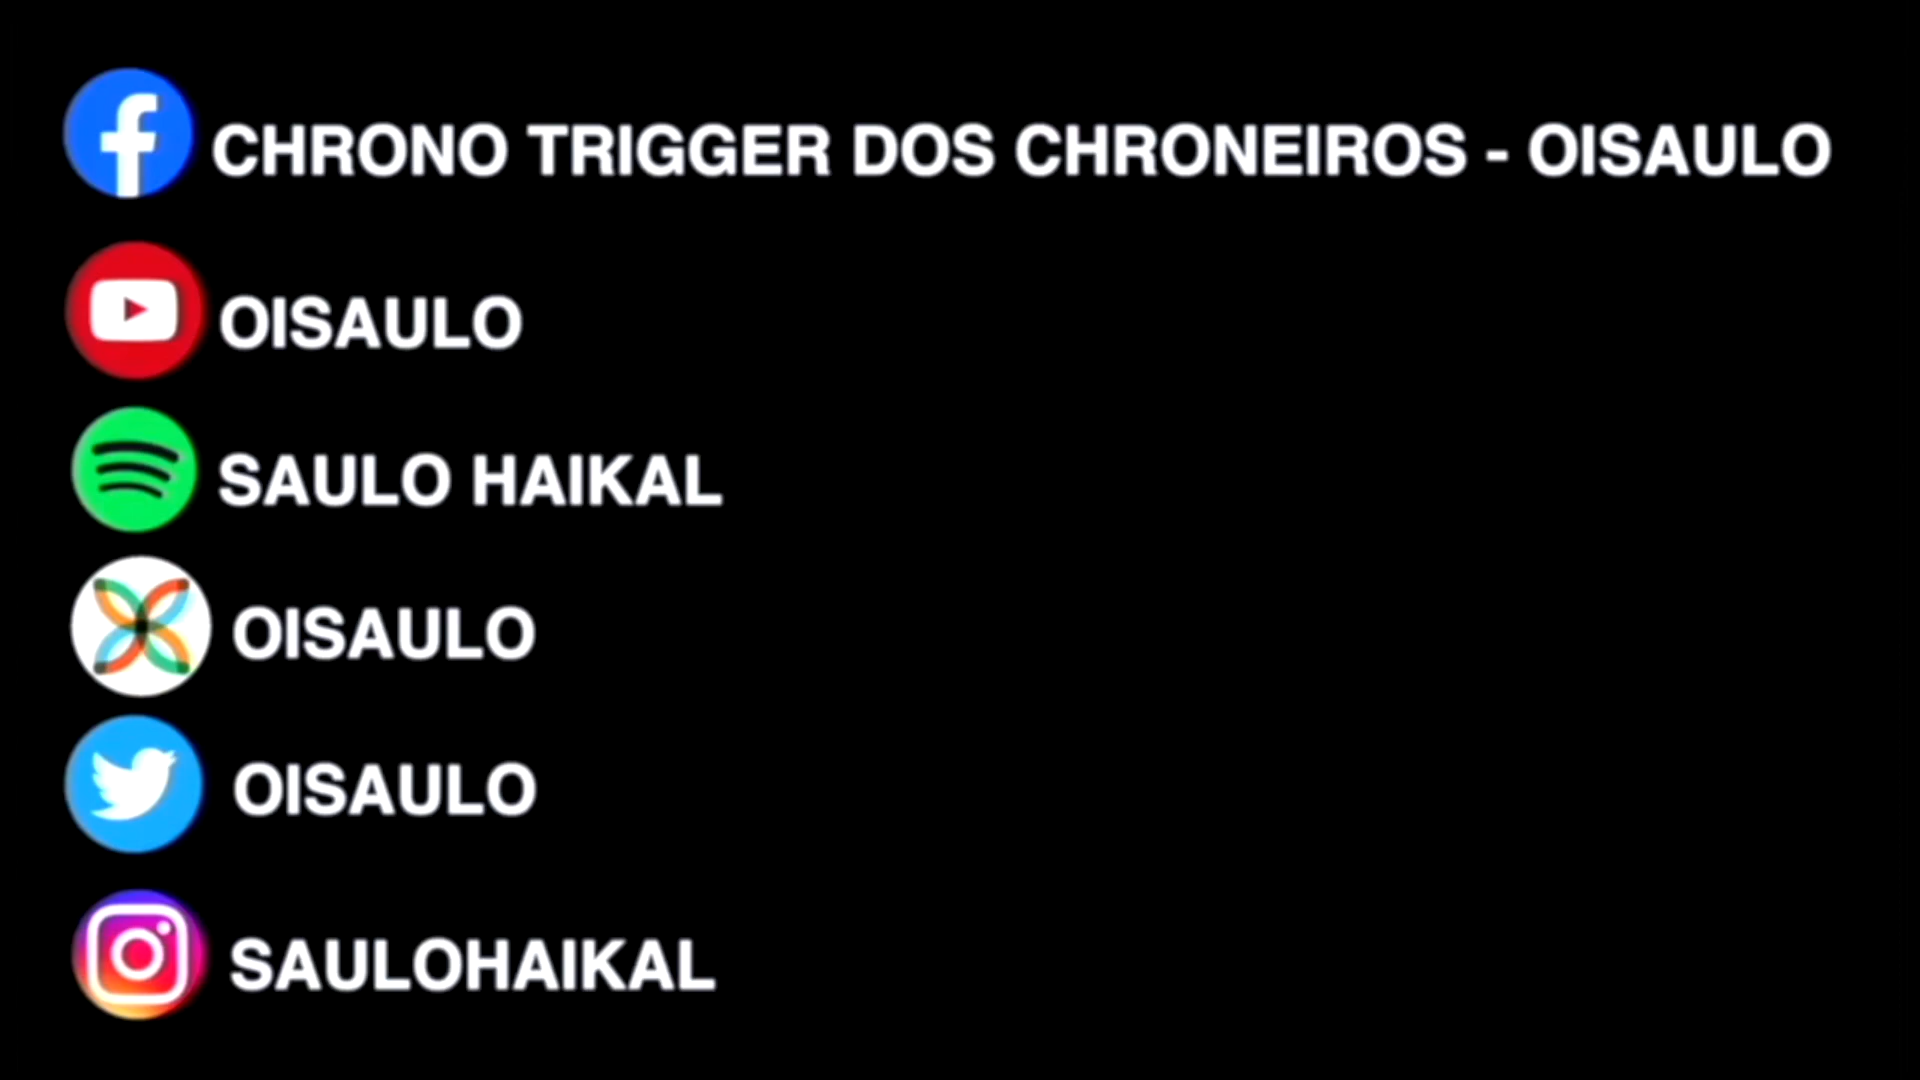 CHRONO TRIGGER DOS CHRONEIROS - OISAULO
OISAULO
SAULO HAIKAL
OISAULO
OISAULO
SAULOHAIKAL